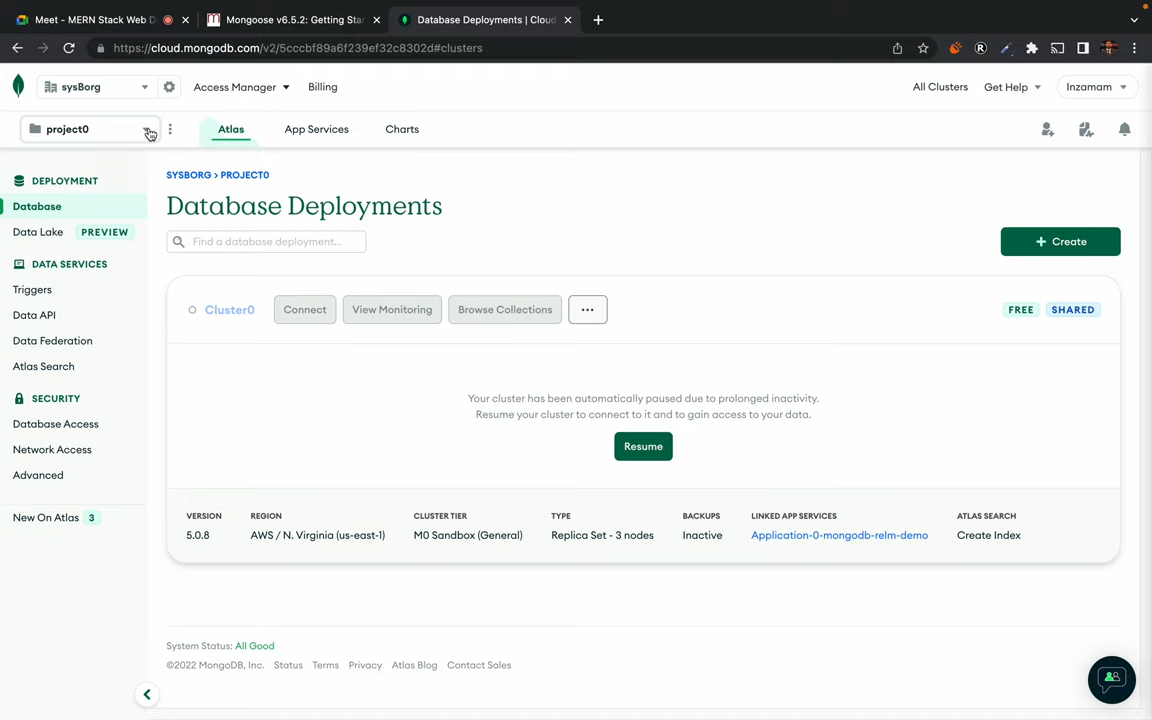 Meet - MERN Stack Web D
Mongoose v6.5.2: Getting Sta
Database Deployments | Cloud
https://cloud.mongodb.com/v2/5cccbf89a6f239ef32c8302d#clusters
sysBorg
Access Manager
Billing
All Clusters
Get Help
Inzamam
project0
Atlas
App Services
Charts
DEPLOYMENT
Database
Data Lake PREVIEW
DATA SERVICES
Triggers
Data API
Data Federation
Atlas Search
SECURITY
Database Access
Network Access
Advanced
New On Atlas 3
SYSBORG > PROJECT0
Database Deployments
Find a database deployment...
+ Create
Cluster0
Connect
View Monitoring
Browse Collections
...
FREE
SHARED
Your cluster has been automatically paused due to prolonged inactivity.
Resume your cluster to connect to it and to gain access to your data.
Resume
VERSION
5.0.8
REGION
AWS / N. Virginia (us-east-1)
CLUSTER TIER
M0 Sandbox (General)
TYPE
Replica Set - 3 nodes
BACKUPS
Inactive
LINKED APP SERVICES
Application-0-mongodb-relm-demo
ATLAS SEARCH
Create Index
System Status: All Good
©2022 MongoDB, Inc. Status Terms Privacy Atlas Blog Contact Sales